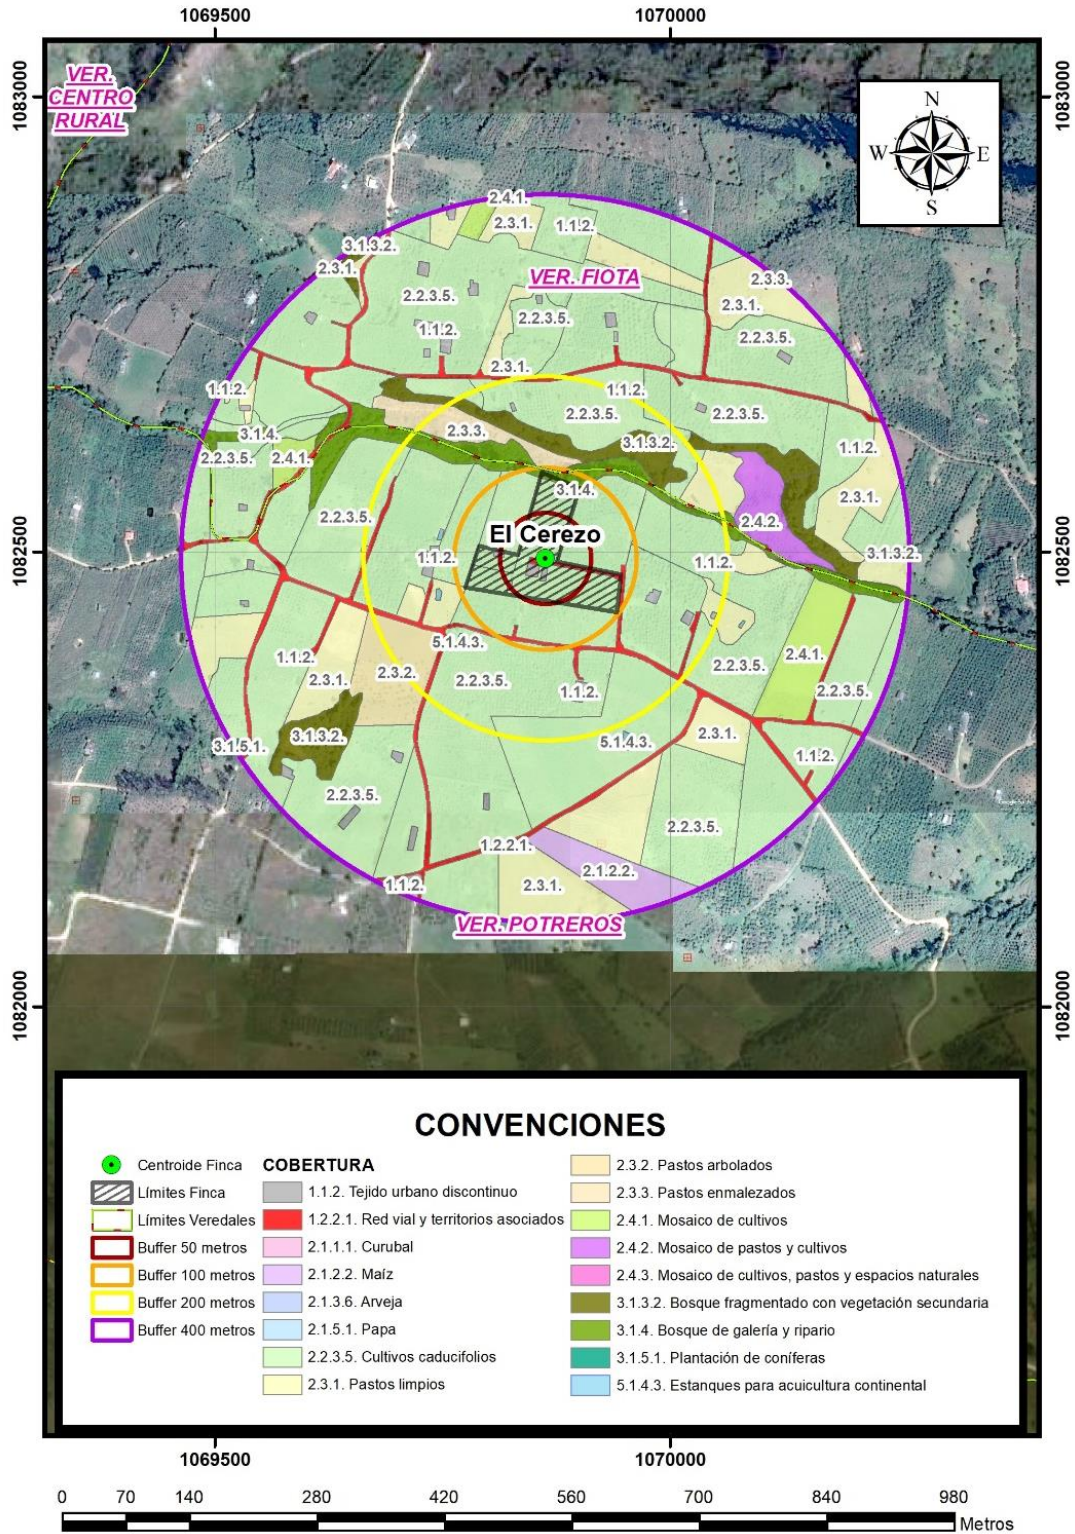 1069500
1070000
1083000
1083000
VER.
CENTRO
RURAL
N
W
E
S
2.4.1.
2.3.1.
1.1.2.
3.1.3.2.
2.3.1.
VER. FIOTA
2.3.3.
2.2.3.5.
2.3.1.
2.2.3.5.
1.1.2.
2.2.3.5.
2.3.1.
1.1.2.
1.1.2.
2.2.3.5.
2.2.3.5.
3.1.4.
2.3.3.
3.1.3.2.
1.1.2.
2.2.3.5.
2.4.1.
3.1.4.
2.3.1.
2.2.3.5.
2.4.2.
El Cerezo
1082500
1082500
1.1.2.
1.1.2.
3.1.3.2.
5.1.4.3.
1.1.2.
2.3.1.
2.3.2.
2.2.3.5.
1.1.2.
2.2.3.5.
2.4.1.
2.2.3.5.
3.1.3.2.
3.1.5.1.
5.1.4.3.
2.3.1.
1.1.2.
2.2.3.5.
2.2.3.5.
1.2.2.1.
2.1.2.2.
1.1.2.
2.3.1.
VER. POTREROS
1082000
1082000
CONVENCIONES
Centroide Finca
Límites Finca
Límites Veredales
Buffer 50 metros
Buffer 100 metros
Buffer 200 metros
Buffer 400 metros
COBERTURA
1.1.2. Tejido urbano discontinuo
1.2.2.1. Red vial y territorios asociados
2.1.1.1. Curubal
2.1.2.2. Maíz
2.1.3.6. Arveja
2.1.5.1. Papa
2.2.3.5. Cultivos caducifolios
2.3.1. Pastos limpios
2.3.2. Pastos arbolados
2.3.3. Pastos enmalezados
2.4.1. Mosaico de cultivos
2.4.2. Mosaico de pastos y cultivos
2.4.3. Mosaico de cultivos, pastos y espacios naturales
3.1.3.2. Bosque fragmentado con vegetación secundaria
3.1.4. Bosque de galería y ripario
3.1.5.1. Plantación de coníferas
5.1.4.3. Estanques para acuicultura continental
1069500
1070000
0 70 140 280 420 560 700 840 980
Metros